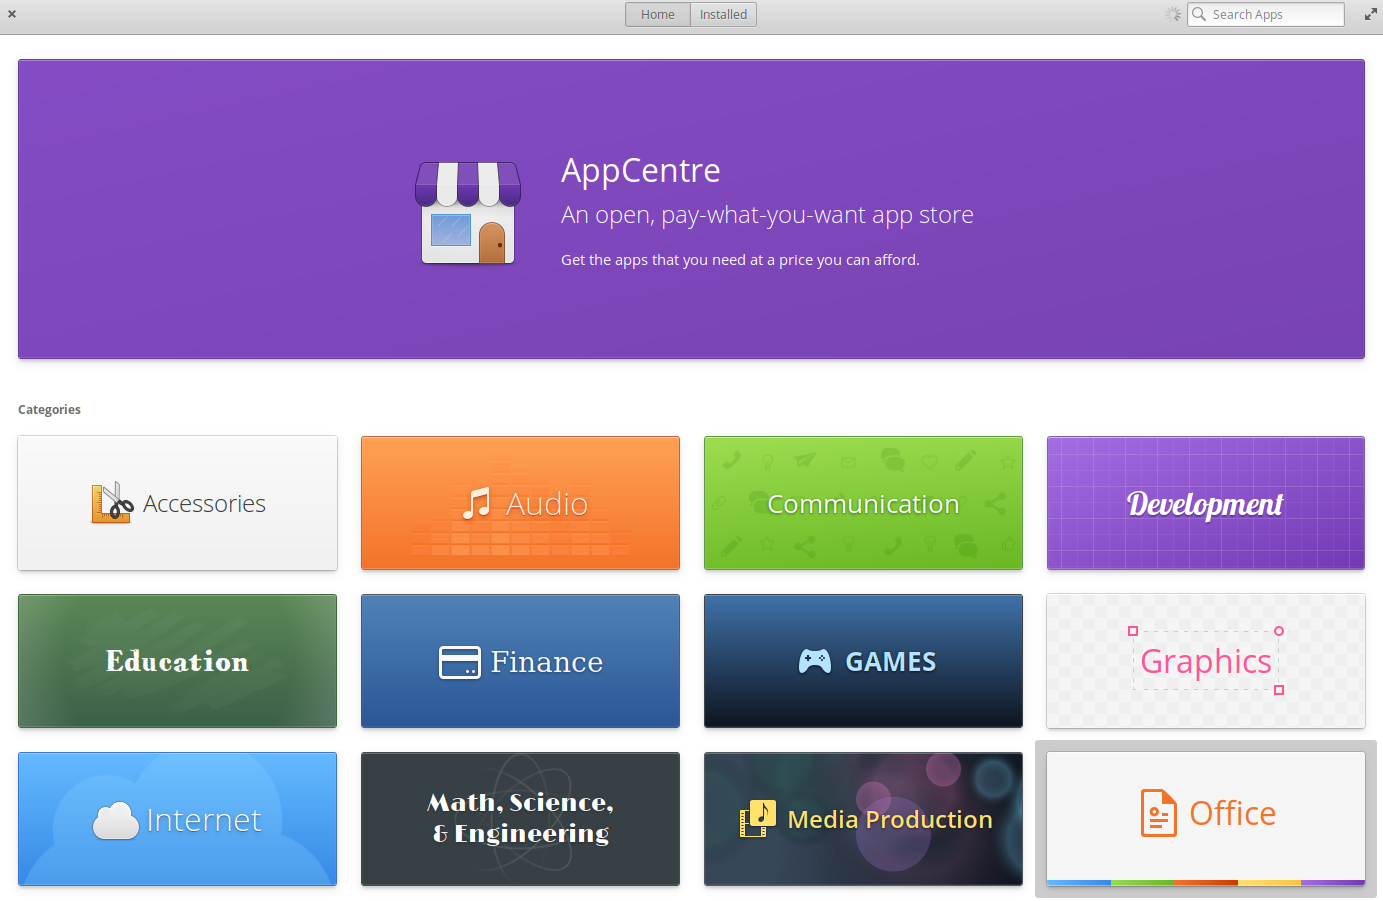 Home
Installed
Search Apps
AppCentre
An open, pay-what-you-want app store
Get the apps that you need at a price you can afford.
Categories
Accessories
Audio
Communication
Development
Education
Finance
GAMES
Graphics
Internet
Math, Science,
& Engineering
Media Production
Office